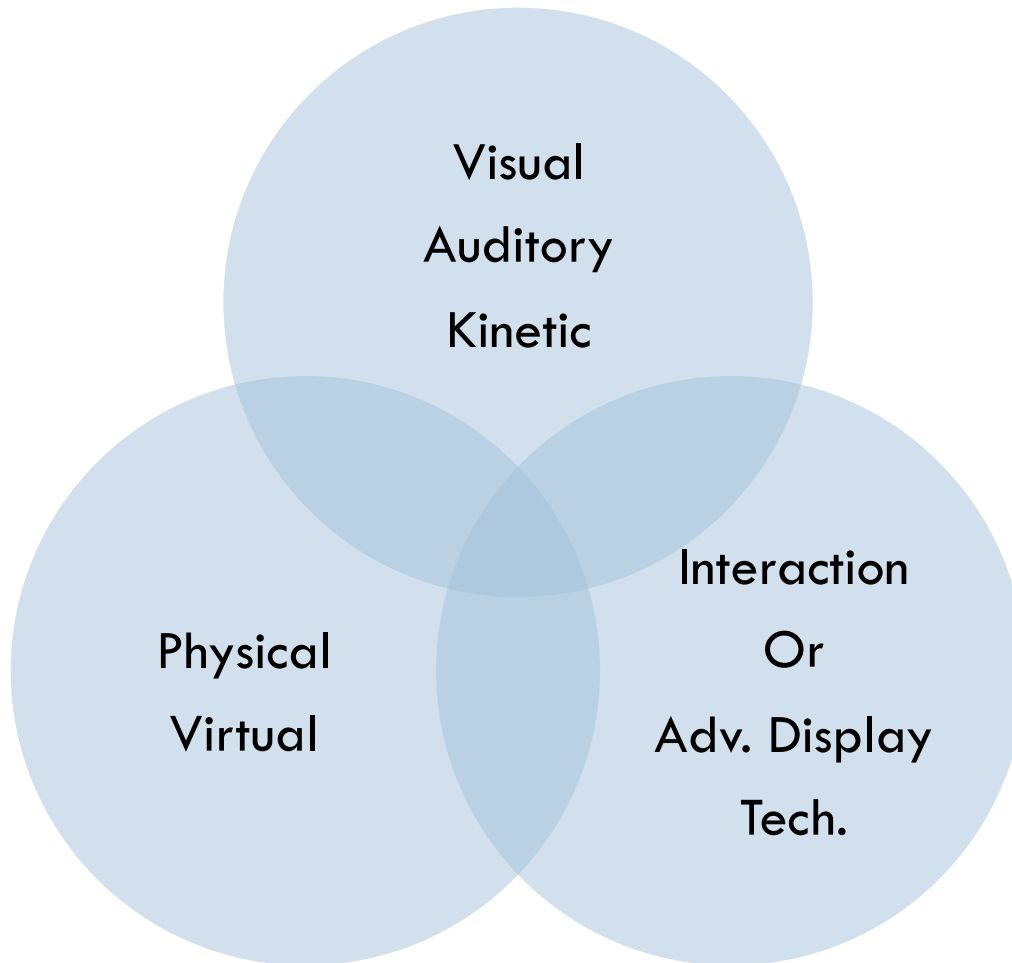 Visual
Auditory
Kinetic
Physical
Virtual
Interaction
Or
Adv. Display
Tech.